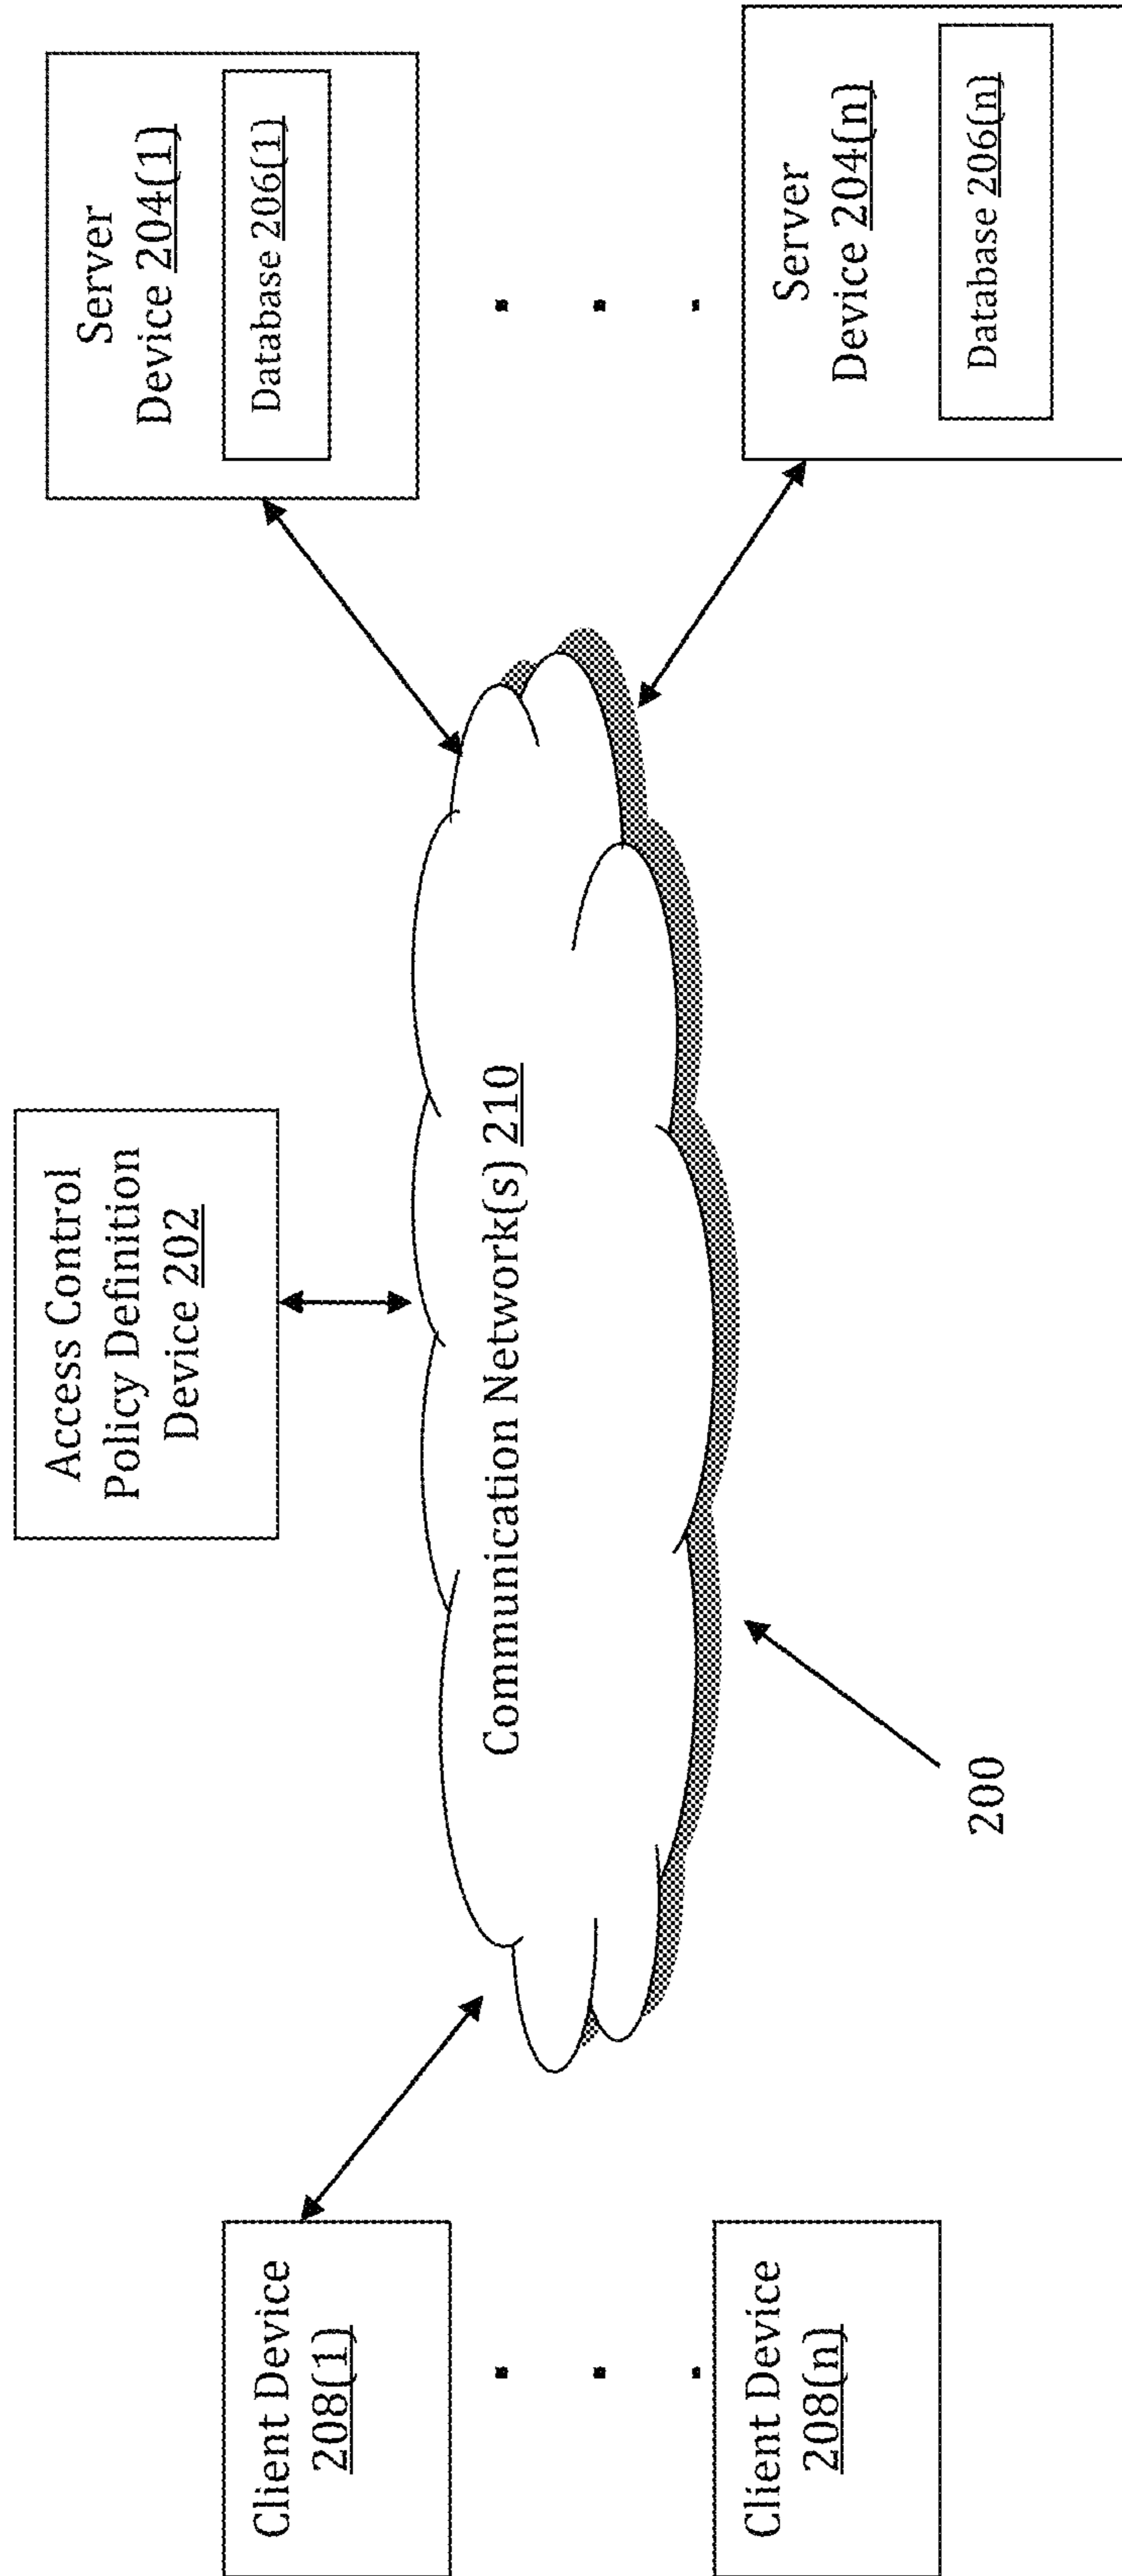 Access Control
Policy Definition
Device 202
Server
Device 204(1)
Database 206(1)
Client Device
208(1)
Communication Network(s) 210
Client Device
208(n)
Server
Device 204(n)
Database 206(n)
200